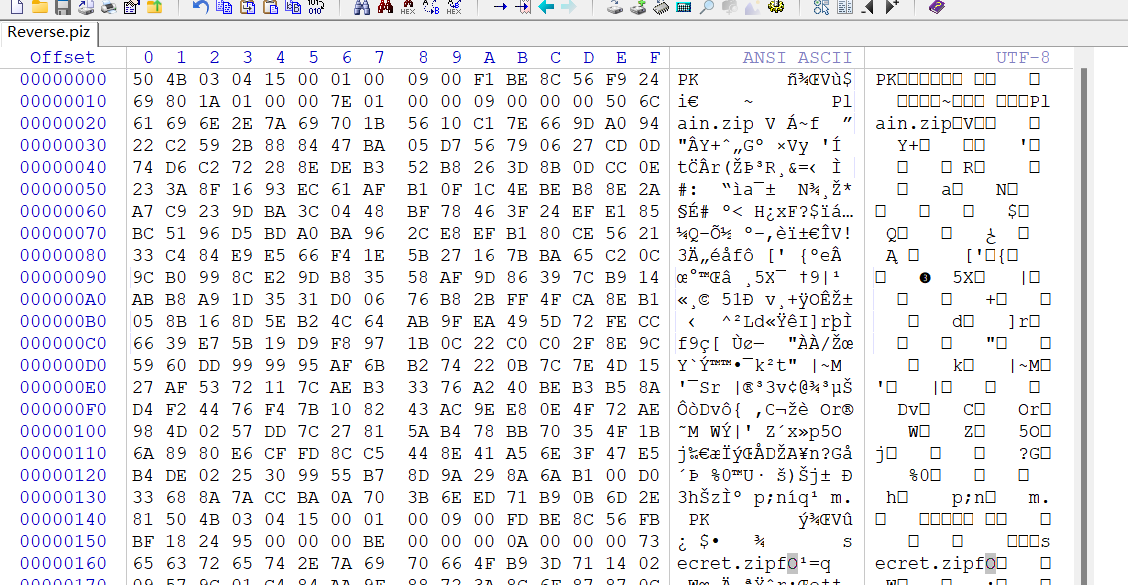 Reverse.piz
Offset 0 1 2 3 4 5 6 7 8 9 A B C D E F ANSI ASCII UTF-8
00000000 50 4B 03 04 15 00 01 00 09 00 F1 BE 8C 56 F9 24 PK ñ¾ŒVù$ PK
00000010 69 80 1A 01 00 00 7E 01 00 00 09 00 00 00 50 6C i€ ~ Pl ~ Pl
00000020 61 69 6E 2E 7A 69 70 1B 56 10 C1 7E 66 9D A0 94 ain.zip V Á~f ” ain.zip V
00000030 22 C2 59 2B 88 84 47 BA 05 D7 56 79 06 27 CD 0D "ÂY+ˆ„Gº ×Vy 'Í Y+ '
00000040 74 D6 C2 72 28 8E DE B3 52 B8 26 3D 8B 0D CC 0E tÖÂr(ŽÞ³R¸&=‹ Ì R
00000050 23 3A 8F 16 93 EC 61 AF B1 0F 1C 4E BE B8 8E 2A #: “ìa¯± N¾¸Ž* a N
00000060 A7 C9 23 9D BA 3C 04 48 BF 78 46 3F 24 EF E1 85 §É# º< H¿xF?$ïá… $
00000070 BC 51 96 D5 BD A0 BA 96 2C E8 EF B1 80 CE 56 21 ¼Q–Õ½ º–,èï±€ÎV! Q
00000080 33 C4 84 E9 E5 66 F4 1E 5B 27 16 7B BA 65 C2 0C 3Ä„éåfô [' {ºeÂ Ą [' {
00000090 9C B0 99 8C E2 9D B8 35 58 AF 9D 86 39 7C B9 14 œ°™Œâ ¸5X¯ †9|¹ ❸ 5X |
000000A0 AB B8 A9 1D 35 31 D0 06 76 B8 2B FF 4F CA 8E B1 «¸© 51Ð v¸+ÿOÊŽ± +
000000B0 05 8B 16 8D 5E B2 4C 64 AB 9F EA 49 5D 72 FE CC ‹ ^²Ld«ŸêI]rþÌ d ]r
000000C0 66 39 E7 5B 19 D9 F8 97 1B 0C 22 C0 C0 2F 8E 9C f9ç[ Ùø— "ÀÀ/Žœ "
000000D0 59 60 DD 99 99 95 AF 6B B2 74 22 0B 7C 7E 4D 15 Y`Ý™™•¯k²t" |~M k |~M
000000E0 27 AF 53 72 11 7C AE B3 33 76 A2 40 BE B3 B5 8A '¯Sr |®³3v¢@¾³µŠ ' |
000000F0 D4 F2 44 76 F4 7B 10 82 43 AC 9E E8 0E 4F 72 AE ÔòDvô{ ‚C¬žè Or® Dv C Or
00000100 98 4D 02 57 DD 7C 27 81 5A B4 78 BB 70 35 4F 1B ˜M WÝ|' Z´x»p5O W Z 5O
00000110 6A 89 80 E6 CF FD 8C C5 44 8E 41 A5 6E 3F 47 E5 j‰€æÏýŒÅDŽA¥n?Gå j ?G
00000120 B4 DE 02 25 30 99 55 B7 8D 9A 29 8A 6A B1 00 D0 ´Þ %0™U· š)Šj± Ð %0
00000130 33 68 8A 7A CC BA 0A 70 3B 6E ED 71 B9 0B 6D 2E 3hŠzÌº p;níq¹ m. h p;n m.
00000140 81 50 4B 03 04 15 00 01 00 09 00 FD BE 8C 56 FB PK ý¾ŒVû
00000150 BF 18 24 95 00 00 00 BE 00 00 00 0A 00 00 00 73 ¿ $• ¾ s s
00000160 65 63 72 65 74 2E 7A 69 70 66 4F B9 3D 71 14 02 ecret.zipfO¹=q ecret.zipfO